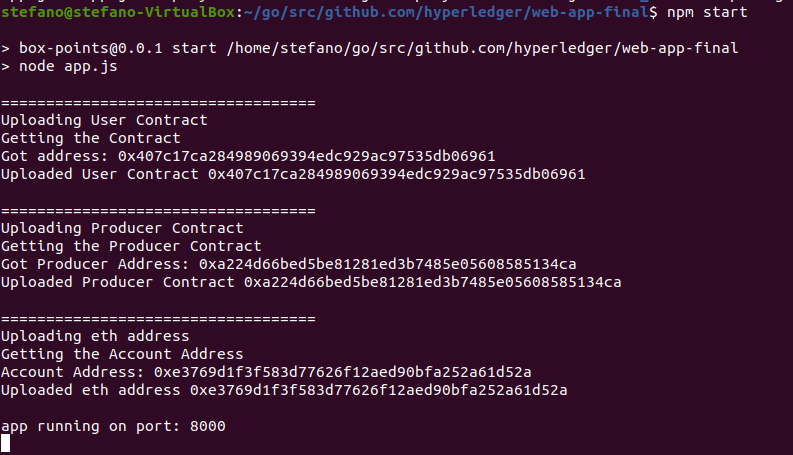 stefano@stefano-VirtualBox:~/go/src/github.com/hyperledger/web-app-final$ npm start
> box-points@0.0.1 start /home/stefano/go/src/github.com/hyperledger/web-app-final
> node app.js
===================================
Uploading User Contract
Getting the Contract
Got address: 0x407c17ca284989069394edc929ac97535db06961
Uploaded User Contract 0x407c17ca284989069394edc929ac97535db06961
===================================
Uploading Producer Contract
Getting the Producer Contract
Got Producer Address: 0xa224d66bed5be81281ed3b7485e05608585134ca
Uploaded Producer Contract 0xa224d66bed5be81281ed3b7485e05608585134ca
===================================
Uploading eth address
Getting the Account Address
Account Address: 0xe3769d1f3f583d77626f12aed90bfa252a61d52a
Uploaded eth address 0xe3769d1f3f583d77626f12aed90bfa252a61d52a
app running on port: 8000